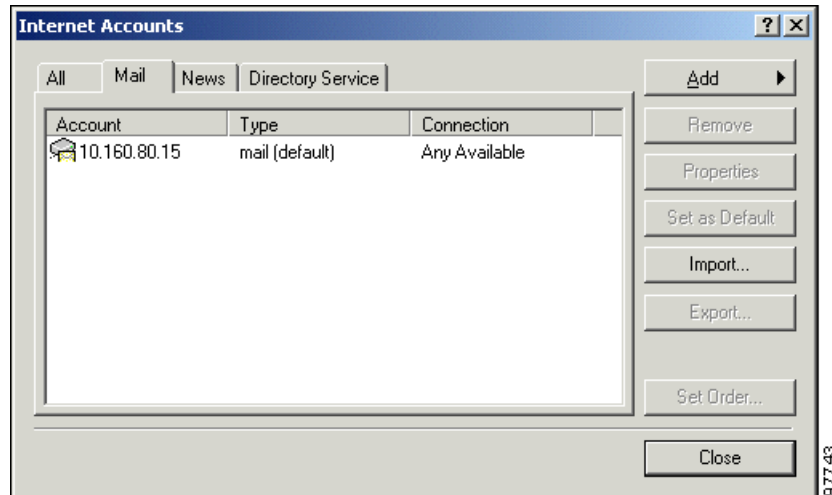 Internet Accounts
All Mail News Directory Service
Account Type Connection
10.160.80.15 mail (default) Any Available
Add
Remove
Properties
Set as Default
Import...
Export...
Set Order...
Close
97743